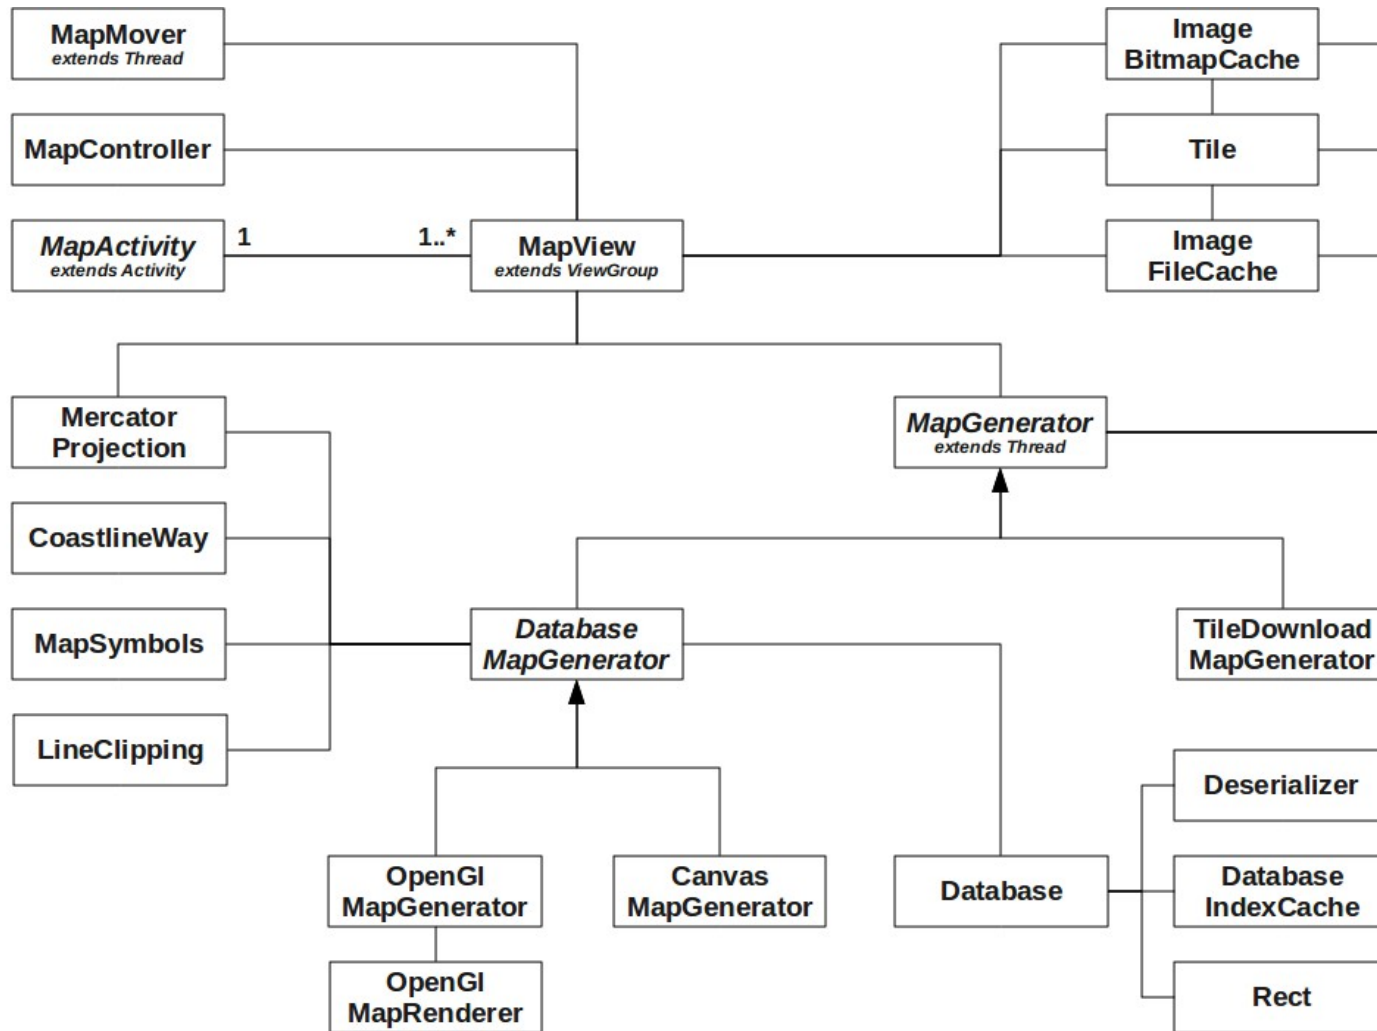 MapMover
extends Thread
Image
BitmapCache
MapController
Tile
MapActivity
extends Activity
1
1..*
MapView
extends ViewGroup
Image
FileCache
Mercator
Projection
MapGenerator
extends Thread
CoastlineWay
MapSymbols
Database
MapGenerator
TileDownload
MapGenerator
LineClipping
Deserializer
OpenGl
MapGenerator
Canvas
MapGenerator
Database
Database
IndexCache
OpenGl
MapRenderer
Rect